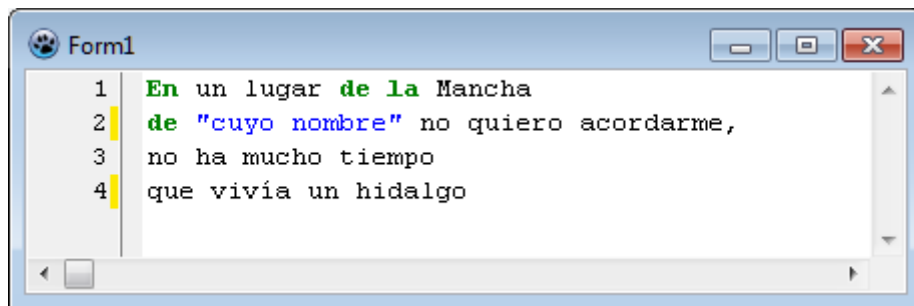 Form1
1 En un lugar de la Mancha
2 de "cuyo nombre" no quiero acordarme,
3 no ha mucho tiempo
4 que vivía un hidalgo